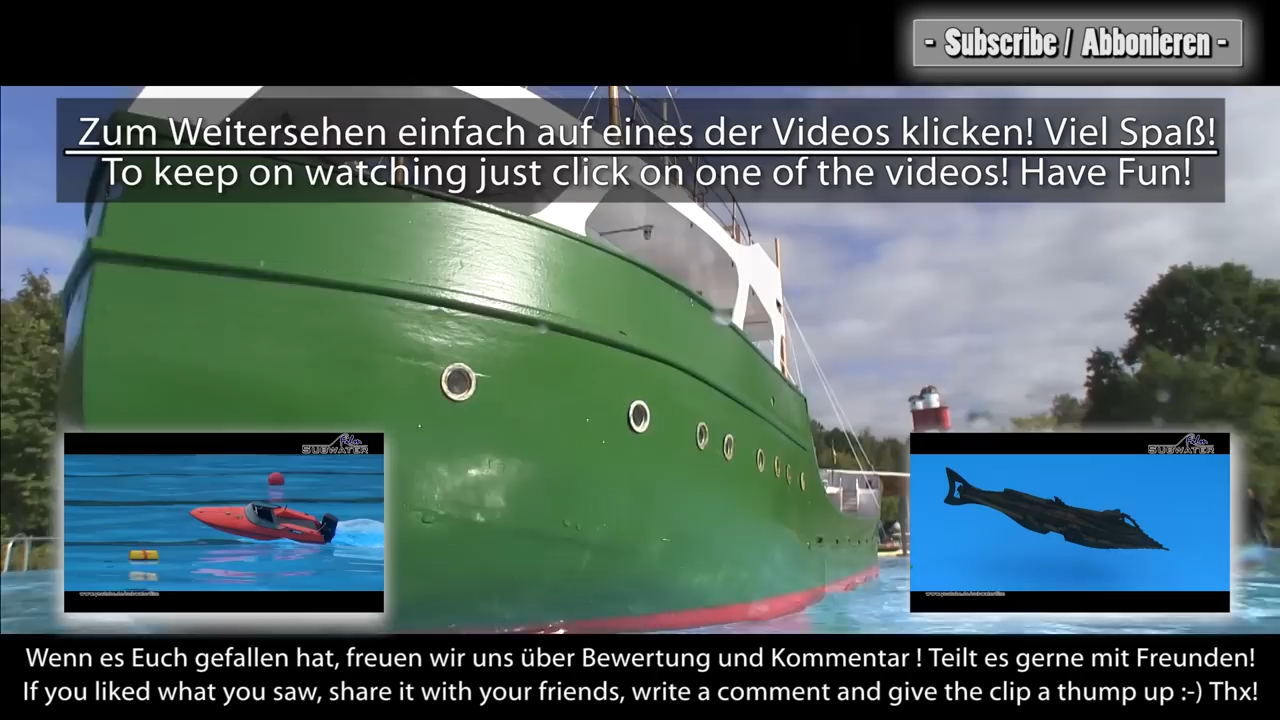 - Subscribe / Abbonieren -
Zum Weitersehen einfach auf eines der Videos klicken! Viel Spaß!
To keep on watching just click on one of the videos! Have Fun!
Film
SUBWATER
Film
SUBWATER
Wenn es Euch gefallen hat, freuen wir uns über Bewertung und Kommentar ! Teilt es gerne mit Freunden!
If you liked what you saw, share it with your friends, write a comment and give the clip a thump up :-) Thx!